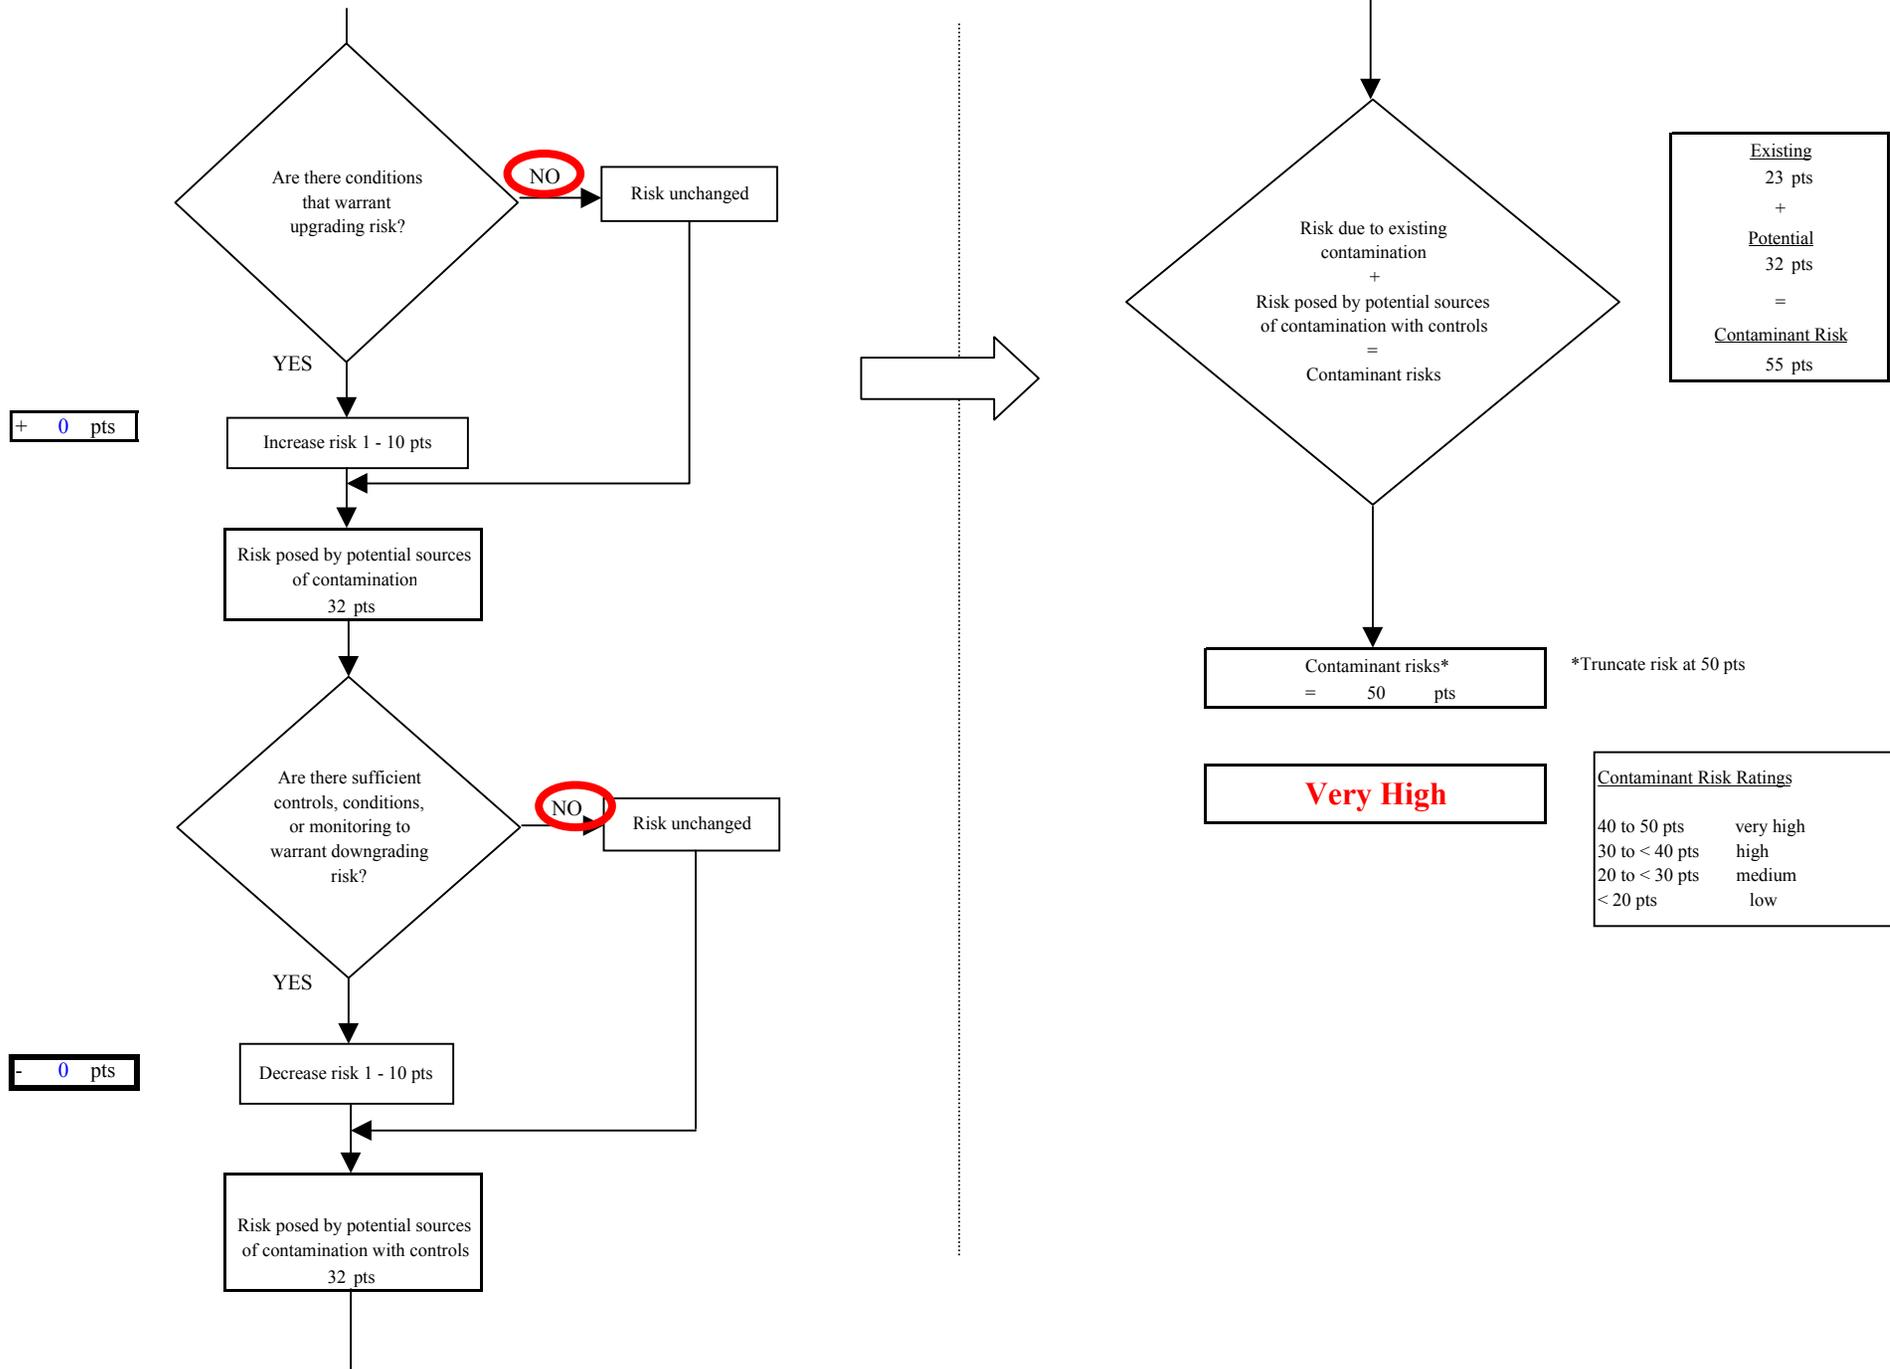 Are there conditions
that warrant
upgrading risk?
NO
Risk unchanged
YES
+ 0 pts
Increase risk 1 - 10 pts
Risk posed by potential sources
of contamination
32 pts
Are there sufficient
controls, conditions,
or monitoring to
warrant downgrading
risk?
NO
Risk unchanged
YES
- 0 pts
Decrease risk 1 - 10 pts
Risk posed by potential sources
of contamination with controls
32 pts
Risk due to existing
contamination
+
Risk posed by potential sources
of contamination with controls
=
Contaminant risks
Existing
23 pts
+
Potential
32 pts
=
Contaminant Risk
55 pts
Contaminant risks*
= 50 pts
*Truncate risk at 50 pts
Very High
Contaminant Risk Ratings
40 to 50 pts very high
30 to < 40 pts high
20 to < 30 pts medium
< 20 pts low